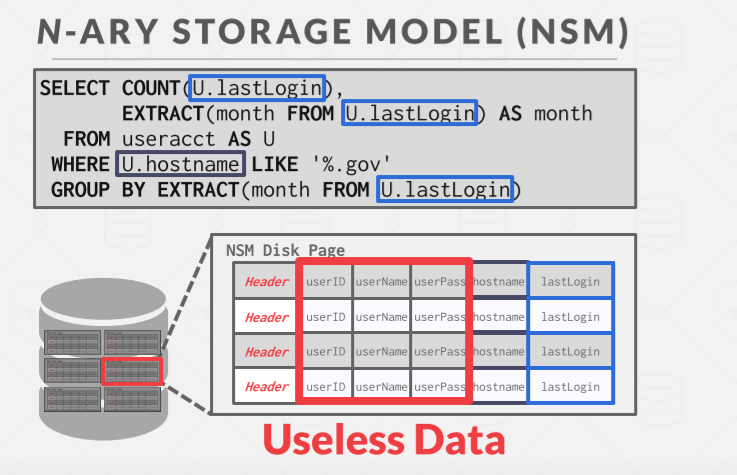 N-ARY STORAGE MODEL (NSM)
SELECT COUNT(U.lastLogin),
EXTRACT(month FROM U.lastLogin) AS month
FROM useracct AS U
WHERE U.hostname LIKE '%.gov'
GROUP BY EXTRACT(month FROM U.lastLogin)
NSM Disk Page
Header userID userName userPass hostname lastLogin
Header userID userName userPass hostname lastLogin
Header userID userName userPass hostname lastLogin
Header userID userName userPass hostname lastLogin
Useless Data